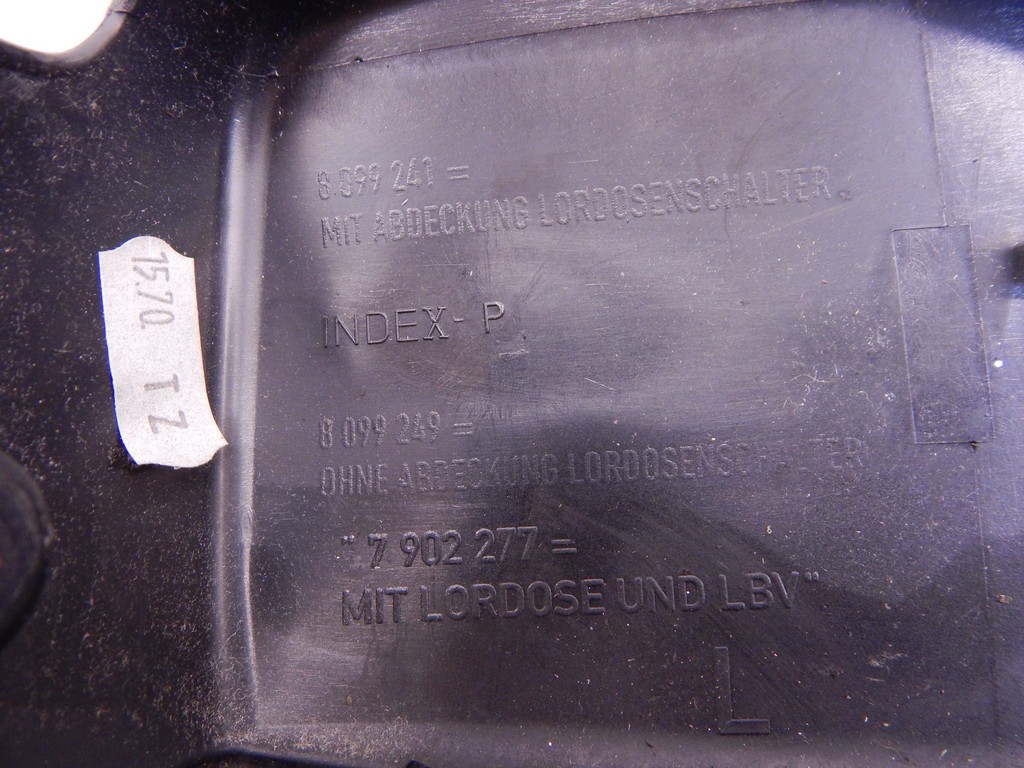 8 099 241 =
MIT ABDECKUNG LORDOSENSCHALTER
INDEX- P
8 099 249 =
OHNE ABDECKUNG LORDOSENSCHALTER
" 7 902 277 =
MIT LORDOSE UND LBV"
L
15.70 TZ